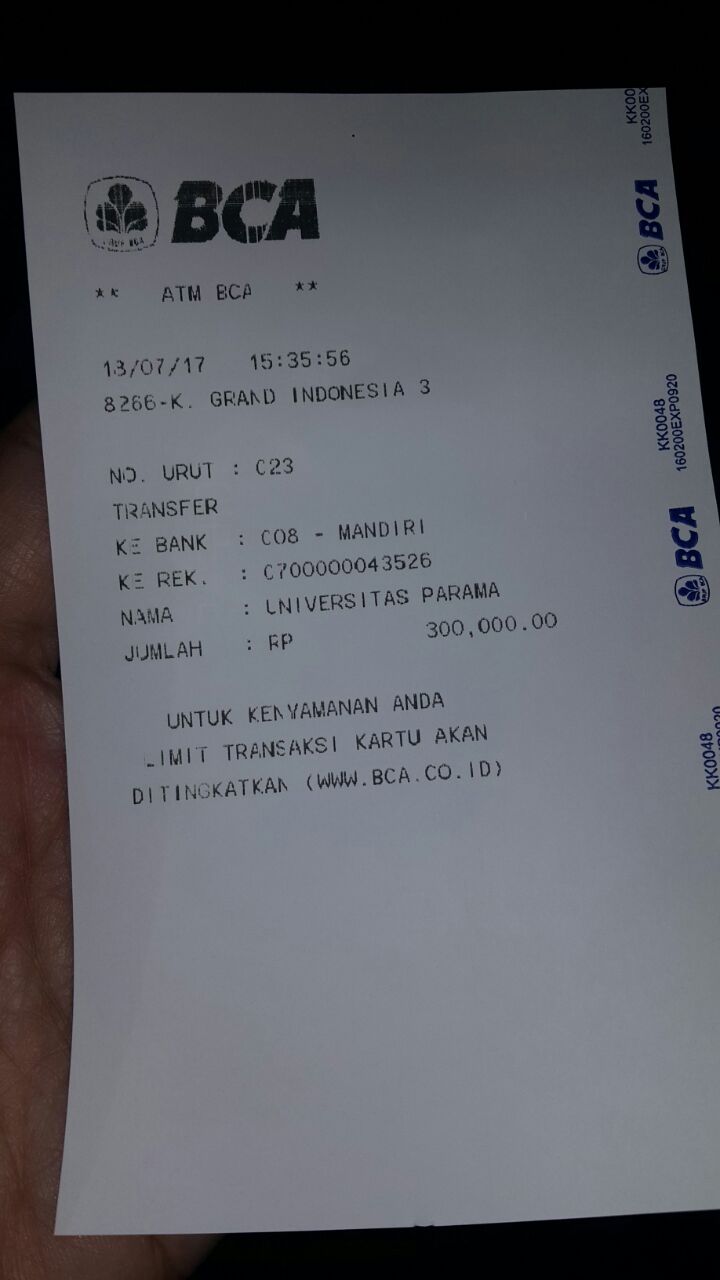 BCA
** ATM BCA **
13/07/17 15:35:56
8266-K. GRAND INDONESIA 3
NO. URUT : 023
TRANSFER
KE BANK : 008 - MANDIRI
KE REK. : 0700000043526
NAMA : UNIVERSITAS PARAMA
JUMLAH : RP 300,000.00
UNTUK KENYAMANAN ANDA
LIMIT TRANSAKSI KARTU AKAN
DITINGKATKAN (WWW.BCA.CO.ID)
KK00
160200EX
BCA
KK0048
160200EXP0920
BCA
KK0048